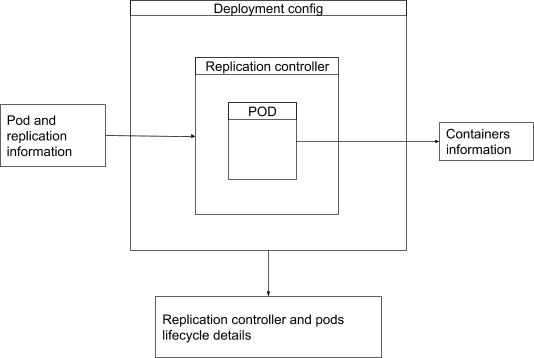 Deployment config
Replication controller
POD
Pod and
replication
information
Containers
information
Replication controller and pods
lifecycle details